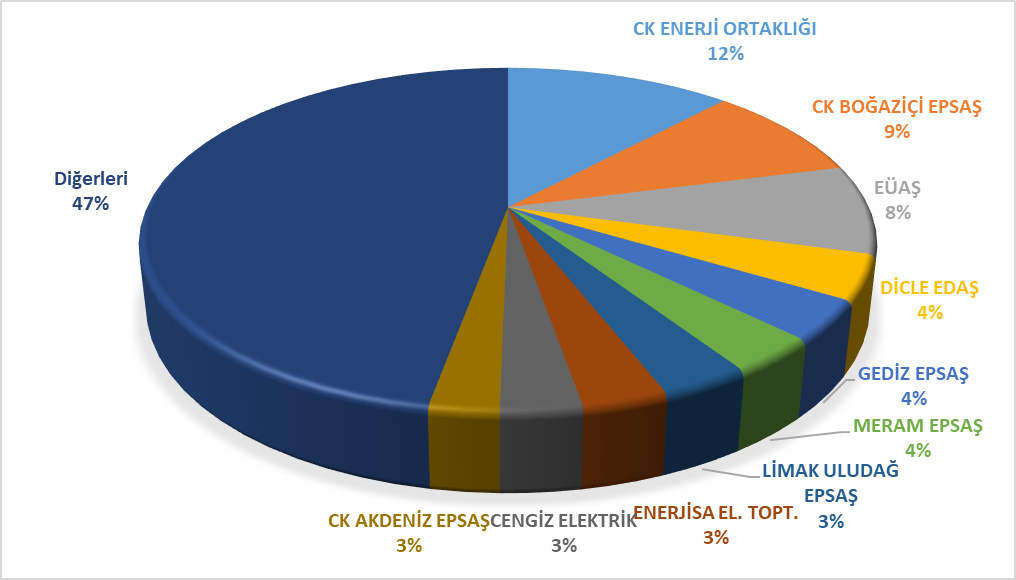 CK ENERJİ ORTAKLIĞI
12%
CK BOĞAZİÇİ EPSAŞ
9%
EÜAŞ
8%
DİCLE EDAŞ
4%
GEDİZ EPSAŞ
4%
MERAM EPSAŞ
4%
LİMAK ULUDAĞ
EPSAŞ
3%
ENERJİSA EL. TOPT.
3%
CENGİZ ELEKTRİK
3%
CK AKDENİZ EPSAŞ
3%
Diğerleri
47%